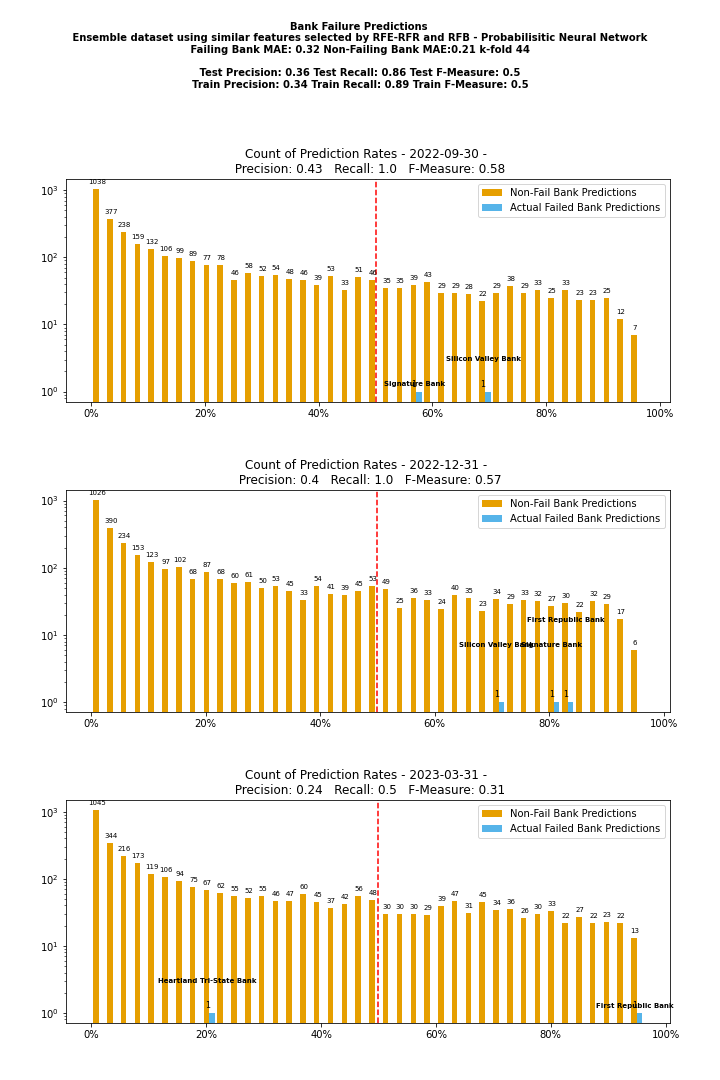 Bank Failure Predictions
Ensemble dataset using similar features selected by RFE-RFR and RFB - Probabilisitic Neural Network
Failing Bank MAE: 0.32 Non-Failing Bank MAE:0.21 k-fold 44
Test Precision: 0.36 Test Recall: 0.86 Test F-Measure: 0.5
Train Precision: 0.34 Train Recall: 0.89 Train F-Measure: 0.5
Count of Prediction Rates - 2022-09-30 -
Precision: 0.43 Recall: 1.0 F-Measure: 0.58
Non-Fail Bank Predictions
Actual Failed Bank Predictions
10³
10²
10¹
10⁰
1038 377 238 159 132 106 99 89 77 78 46 58 52 54 48 46 39 53 33 51 46 35 35 39 43 29 29 28 22 29 38 29 33 25 33 23 23 25 12 7
Silicon Valley Bank
Signature Bank
1 1
0% 20% 40% 60% 80% 100%
Count of Prediction Rates - 2022-12-31 -
Precision: 0.4 Recall: 1.0 F-Measure: 0.57
Non-Fail Bank Predictions
Actual Failed Bank Predictions
10³
10²
10¹
10⁰
1026 390 234 153 123 97 102 68 87 68 60 61 50 53 45 33 54 41 39 45 53 49 25 36 33 24 40 35 23 34 29 33 32 27 30 22 32 29 17 6
First Republic Bank
Silicon Valley Bank Signature Bank
1 1 1
0% 20% 40% 60% 80% 100%
Count of Prediction Rates - 2023-03-31 -
Precision: 0.24 Recall: 0.5 F-Measure: 0.31
Non-Fail Bank Predictions
Actual Failed Bank Predictions
10³
10²
10¹
10⁰
1045 344 216 173 119 106 94 75 67 62 55 52 55 46 47 60 45 37 42 56 48 30 30 30 29 39 47 31 45 34 36 26 30 33 22 27 22 23 22 13
Heartland Tri-State Bank
First Republic Bank
1 1
0% 20% 40% 60% 80% 100%